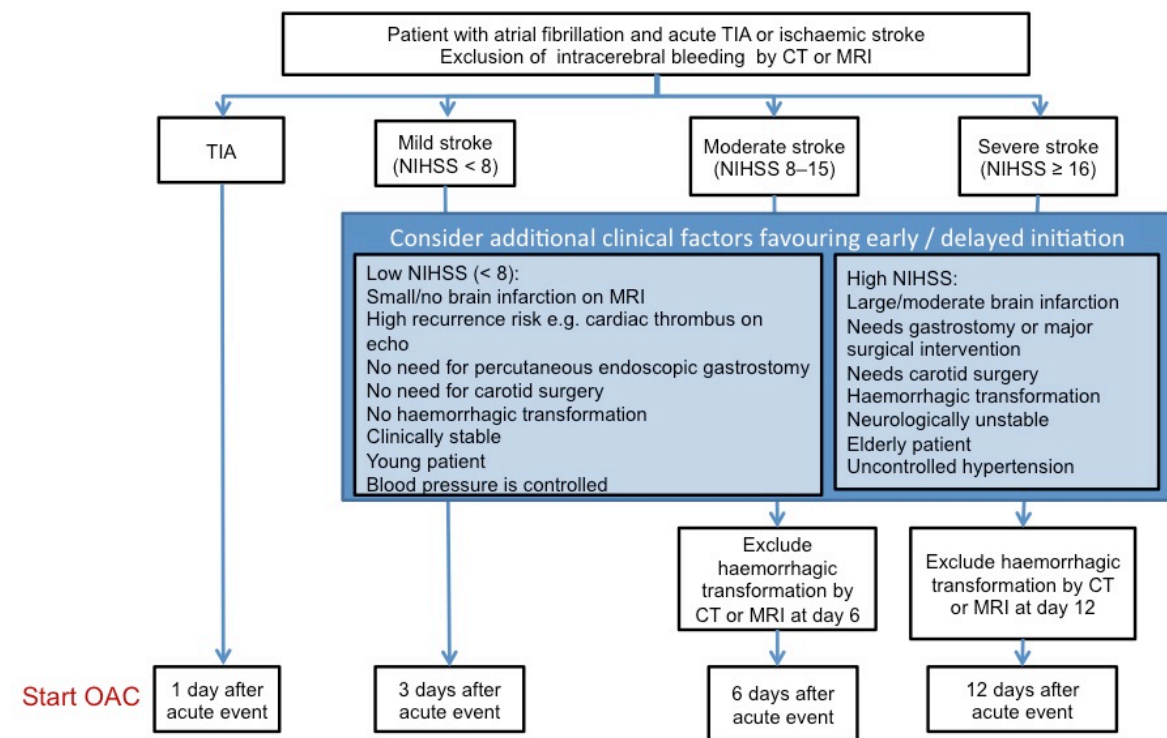 Patient with atrial fibrillation and acute TIA or ischaemic stroke
Exclusion of intracerebral bleeding by CT or MRI
TIA
Mild stroke
(NIHSS < 8)
Moderate stroke
(NIHSS 8–15)
Severe stroke
(NIHSS ≥ 16)
Consider additional clinical factors favouring early / delayed initiation
Low NIHSS (< 8):
Small/no brain infarction on MRI
High recurrence risk e.g. cardiac thrombus on
echo
No need for percutaneous endoscopic gastrostomy
No need for carotid surgery
No haemorrhagic transformation
Clinically stable
Young patient
Blood pressure is controlled
High NIHSS:
Large/moderate brain infarction
Needs gastrostomy or major
surgical intervention
Needs carotid surgery
Haemorrhagic transformation
Neurologically unstable
Elderly patient
Uncontrolled hypertension
Exclude
haemorrhagic
transformation by
CT or MRI at day 6
Exclude haemorrhagic
transformation by CT
or MRI at day 12
Start OAC
1 day after
acute event
3 days after
acute event
6 days after
acute event
12 days after
acute event